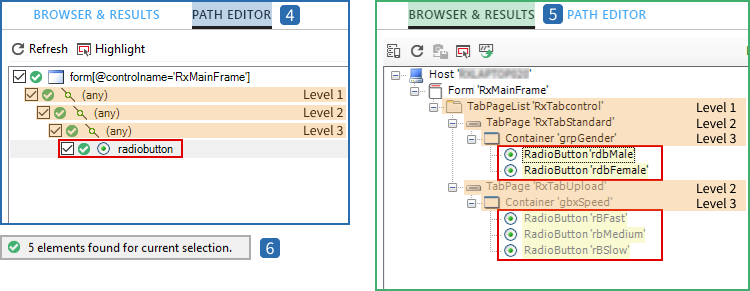 BROWSER & RESULTS PATH EDITOR 4
Refresh Highlight
form[@controlname='RxMainFrame']
(any) Level 1
(any) Level 2
(any) Level 3
radiobutton
5 elements found for current selection. 6
BROWSER & RESULTS 5 PATH EDITOR
Host '
Form 'RxMainFrame'
TabPageList 'RxTabcontrol' Level 1
TabPage 'RxTabStandard' Level 2
Container 'grpGender' Level 3
RadioButton 'rdbMale
RadioButton 'rdbFemale'
TabPage 'RxTabUpload' Level 2
Container 'gbxSpeed' Level 3
RadioButton 'rBFast'
RadioButton 'rbMedium'
RadioButton 'rBSlow'